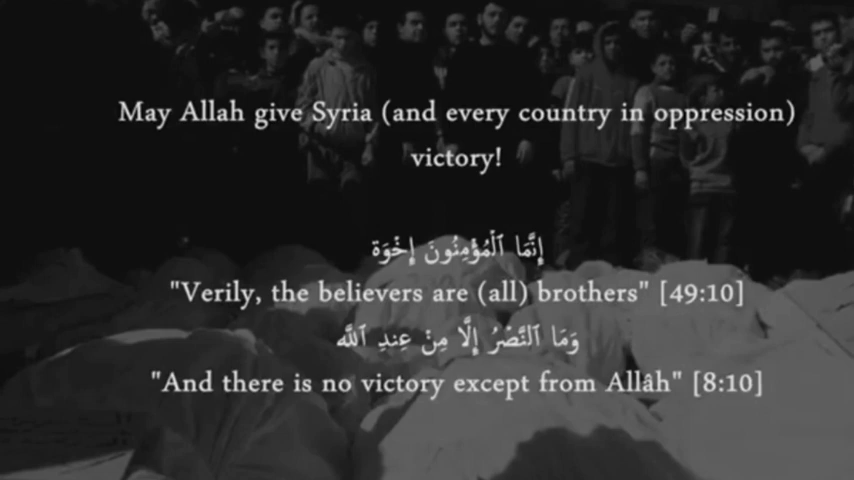 May Allah give Syria (and every country in oppression)
victory!
إِنَّمَا ٱلْمُؤْمِنُونَ إِخْوَة
"Verily, the believers are (all) brothers" [49:10]
وَمَا ٱلنَّصْرُ إِلَّا مِنْ عِندِ ٱللَّه
"And there is no victory except from Allâh" [8:10]